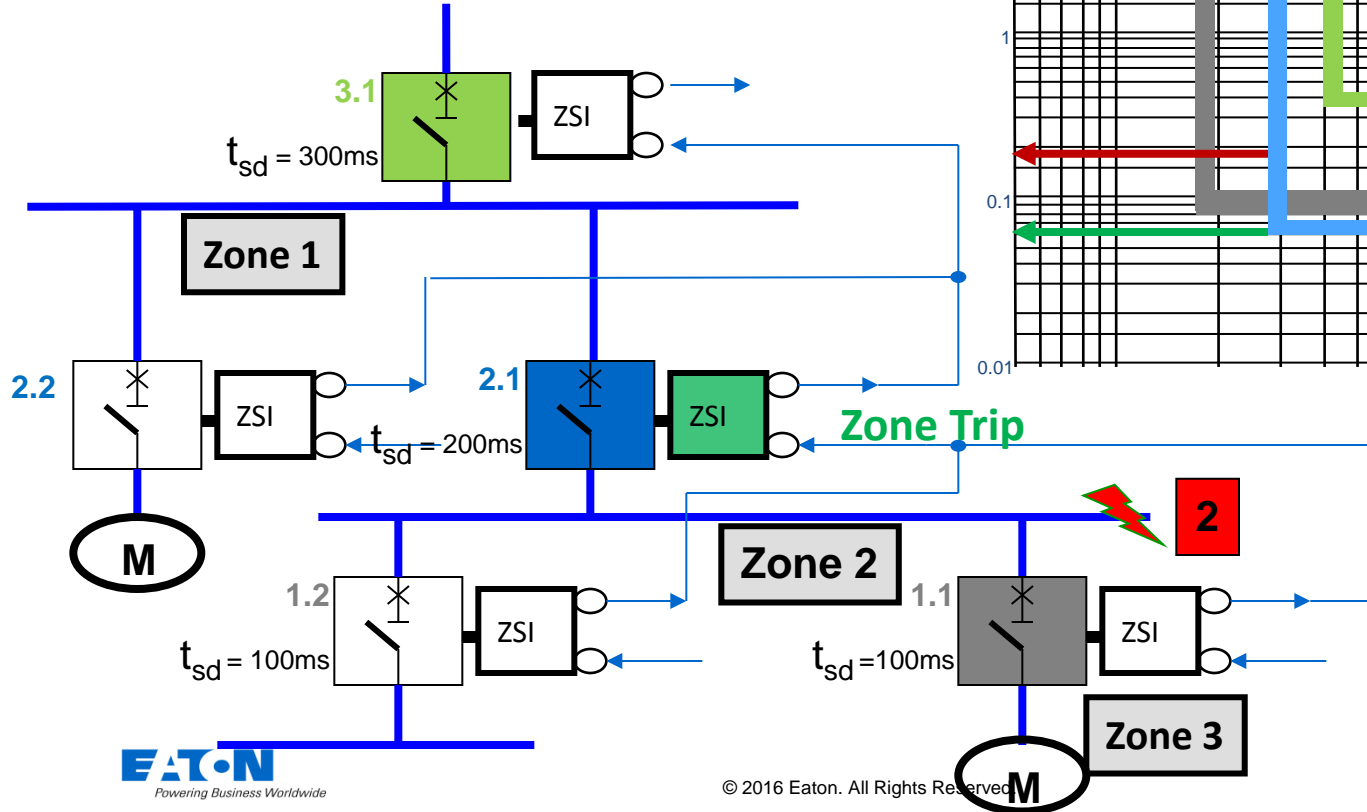 1
3.1
ZSI
tsd = 300ms
0.1
Zone 1
0.01
2.2
ZSI
2.1
ZSI
tsd = 200ms
Zone Trip
2
M
Zone 2
1.2
ZSI
1.1
ZSI
tsd = 100ms
tsd =100ms
Zone 3
EATON
Powering Business Worldwide
© 2016 Eaton. All Rights Reserved.
M